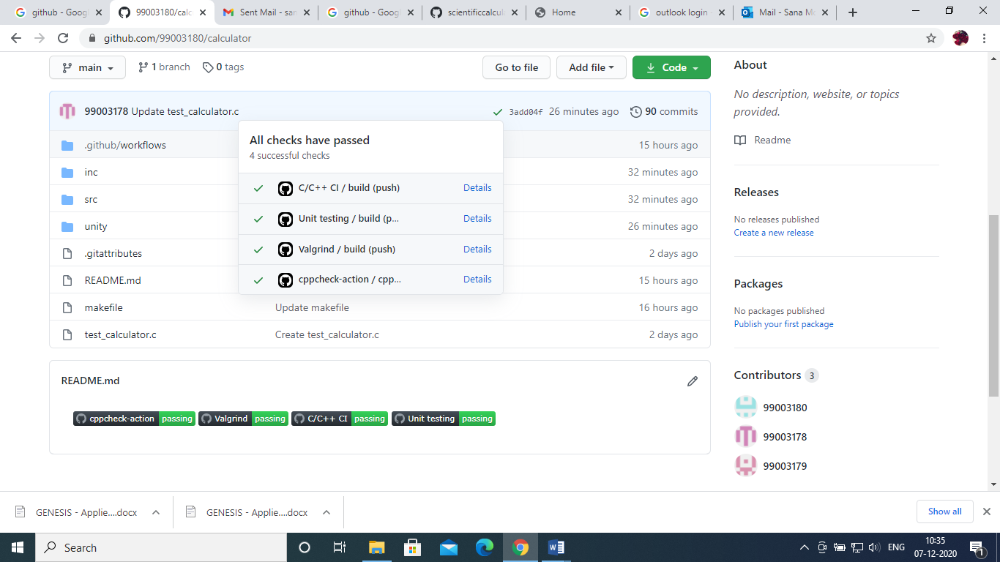 github - Goog
99003180/calc
Sent Mail - san
github - Goog
scientificcalcul
Home
outlook login
Mail - Sana Mo
github.com/99003180/calculator
main
1 branch
0 tags
Go to file
Add file
Code
99003178 Update test_calculator.c
3add04f 26 minutes ago
90 commits
All checks have passed
4 successful checks
C/C++ CI / build (push) Details
Unit testing / build (p... Details
Valgrind / build (push) Details
cppcheck-action / cpp... Details
.github/workflows 15 hours ago
inc 32 minutes ago
src 32 minutes ago
unity 26 minutes ago
.gitattributes 2 days ago
README.md 15 hours ago
makefile Update makefile 16 hours ago
test_calculator.c Create test_calculator.c 2 days ago
README.md
cppcheck-action passing Valgrind passing C/C++ CI passing Unit testing passing
About
No description, website, or topics
provided.
Readme
Releases
No releases published
Create a new release
Packages
No packages published
Publish your first package
Contributors 3
99003180
99003178
99003179
GENESIS - Applie....docx
GENESIS - Applie....docx
Show all
Search
ENG
10:35
07-12-2020
1